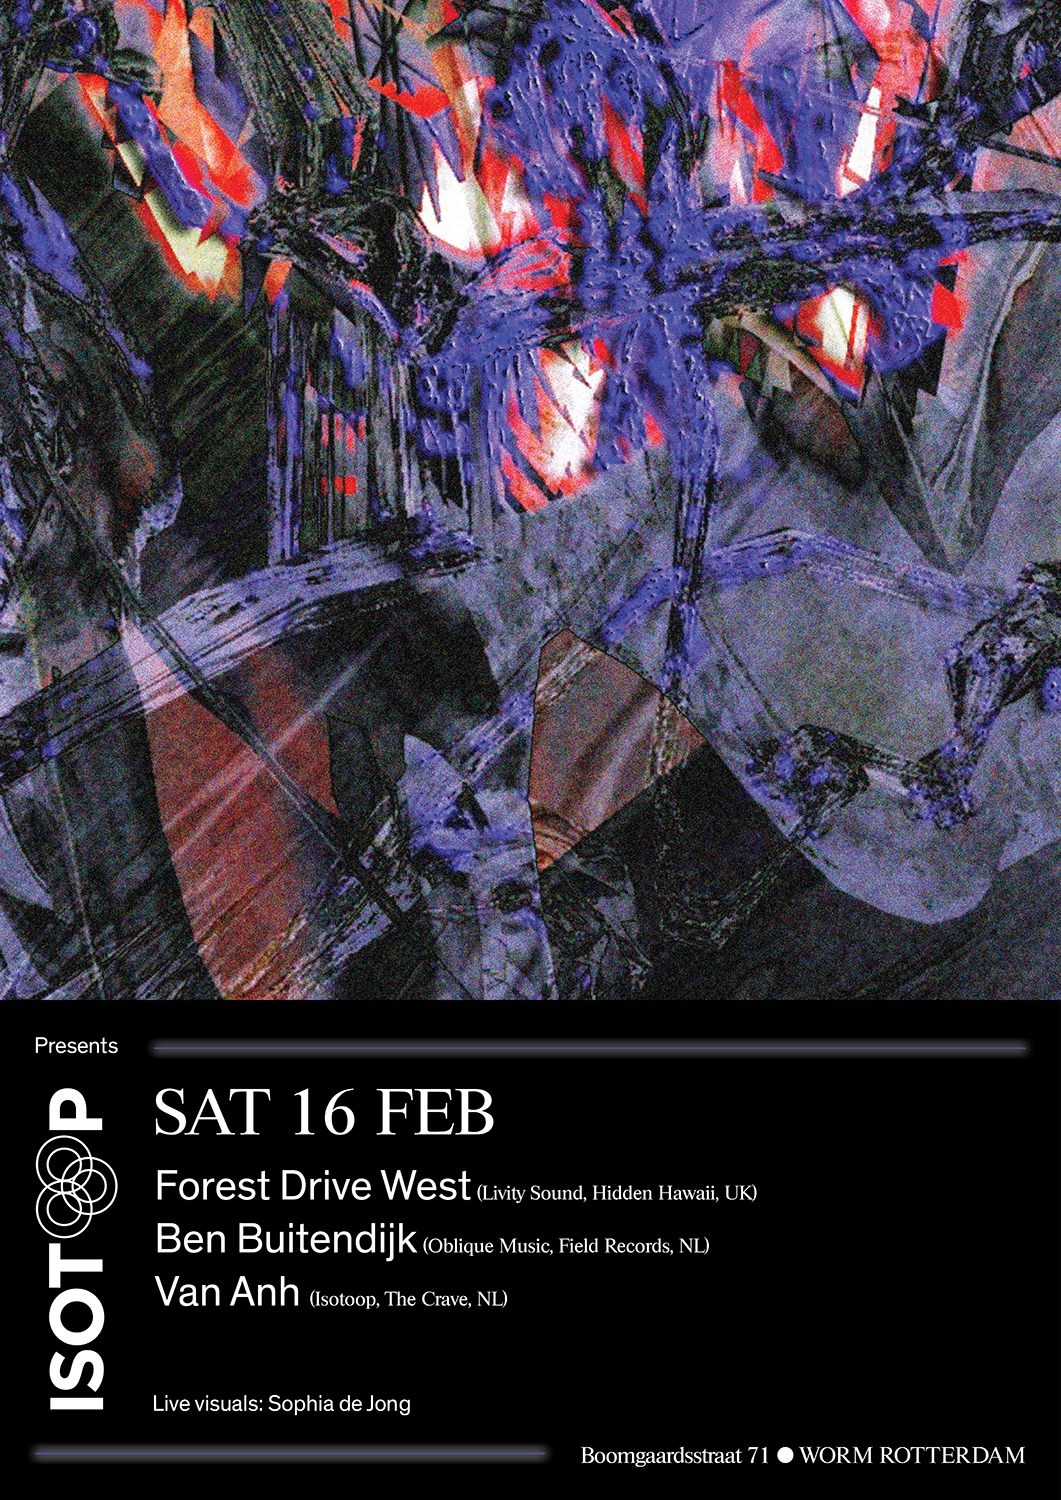 Presents
ISOTOOP
SAT 16 FEB
Forest Drive West (Livity Sound, Hidden Hawaii, UK)
Ben Buitendijk (Oblique Music, Field Records, NL)
Van Anh (Isotoop, The Crave, NL)
Live visuals: Sophia de Jong
Boomgaardsstraat 71 ● WORM ROTTERDAM